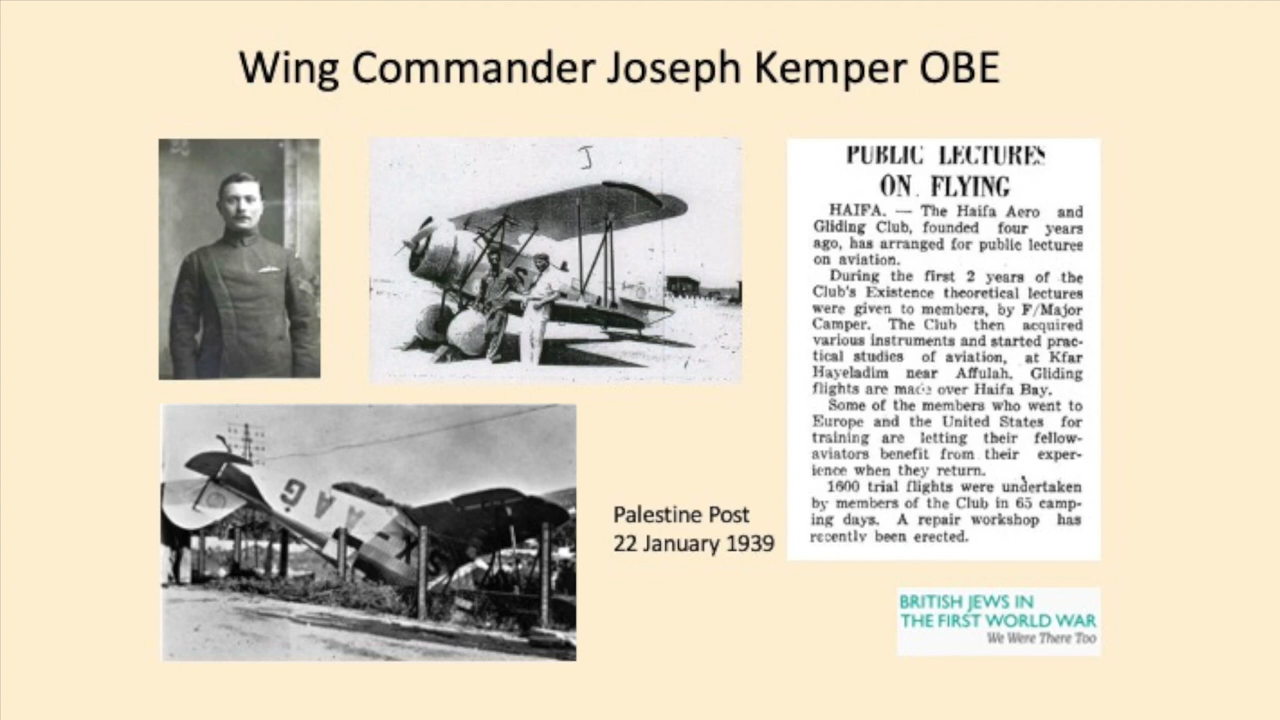 Wing Commander Joseph Kemper OBE
J
PUBLIC LECTURES
ON FLYING
HAIFA. — The Haifa Aero and
Gliding Club, founded four years
ago, has arranged for public lectures
on aviation.
During the first 2 years of the
Club's Existence theoretical lectures
were given to members, by F/Major
Camper. The Club then acquired
various instruments and started prac-
tical studies of aviation, at Kfar
Hayeladim near Affulah. Gliding
flights are made over Haifa Bay.
Some of the members who went to
Europe and the United States for
training are letting their fellow-
aviators benefit from their exper-
ience when they return.
1600 trial flights were undertaken
by members of the Club in 65 camp-
ing days. A repair workshop has
recently been erected.
AAG
Palestine Post
22 January 1939
BRITISH JEWS IN
THE FIRST WORLD WAR
We Were There Too